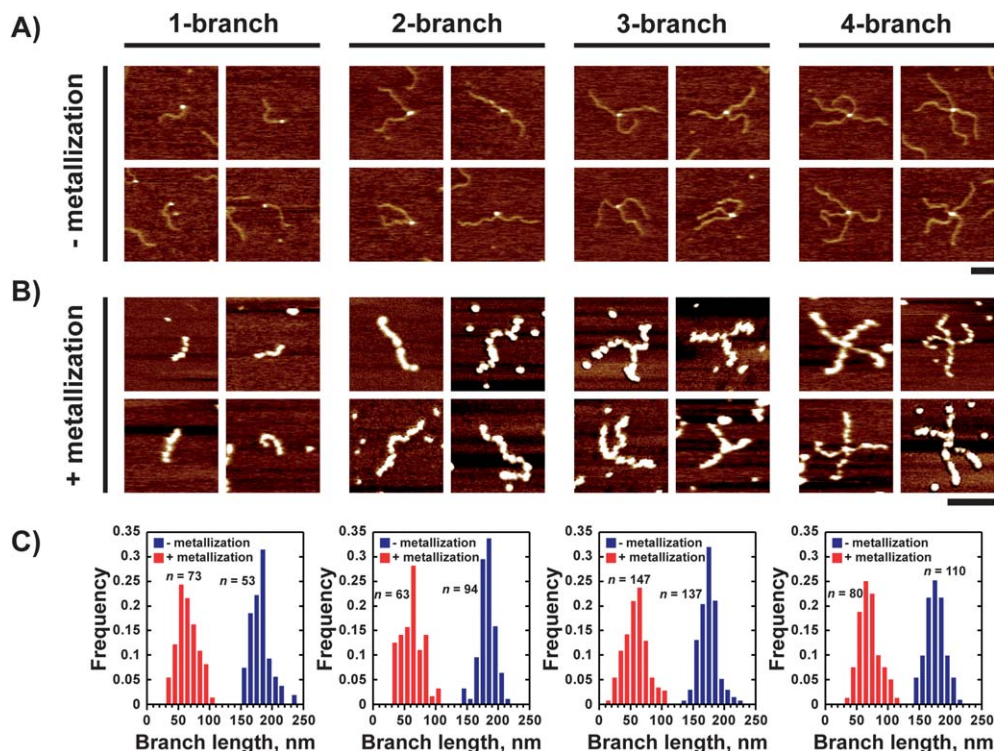 A)
1-branch 2-branch 3-branch 4-branch
- metallization
B)
+ metallization
C)
Frequency
0.35
0.3
0.25
0.2
0.15
0.1
0.05
0
- metallization
+ metallization
n = 73
n = 53
0 50 100 150 200 250
Branch length, nm
Frequency
0.35
0.3
0.25
0.2
0.15
0.1
0.05
0
- metallization
+ metallization
n = 63
n = 94
0 50 100 150 200 250
Branch length, nm
Frequency
0.35
0.3
0.25
0.2
0.15
0.1
0.05
0
- metallization
+ metallization
n = 147
n = 137
0 50 100 150 200 250
Branch length, nm
Frequency
0.35
0.3
0.25
0.2
0.15
0.1
0.05
0
- metallization
+ metallization
n = 80
n = 110
0 50 100 150 200 250
Branch length, nm